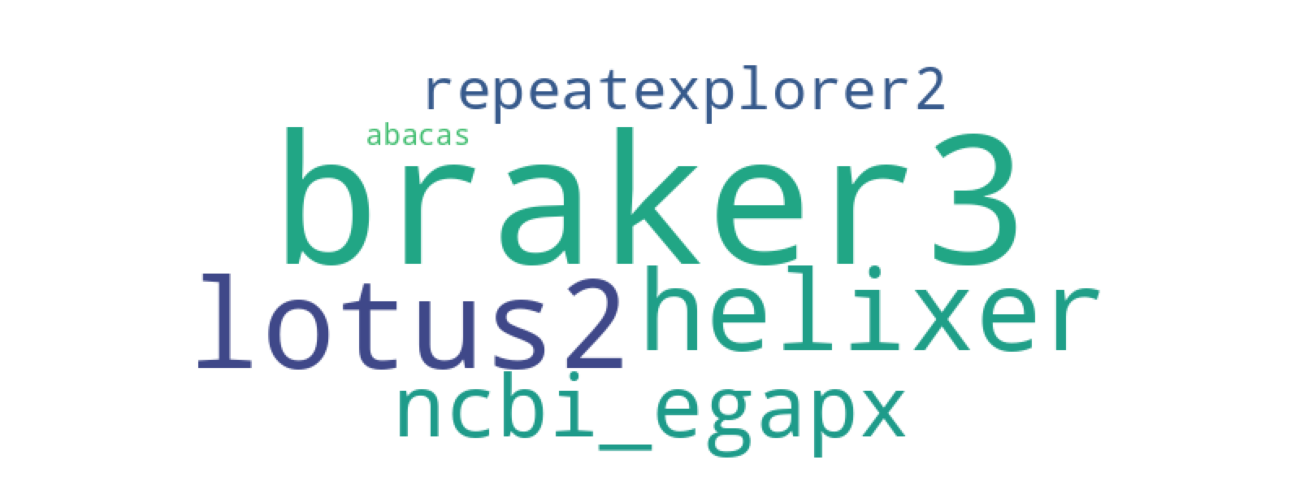 repeatexplorer2
abacas
braker3
lotus2 helixer
ncbi_egapx